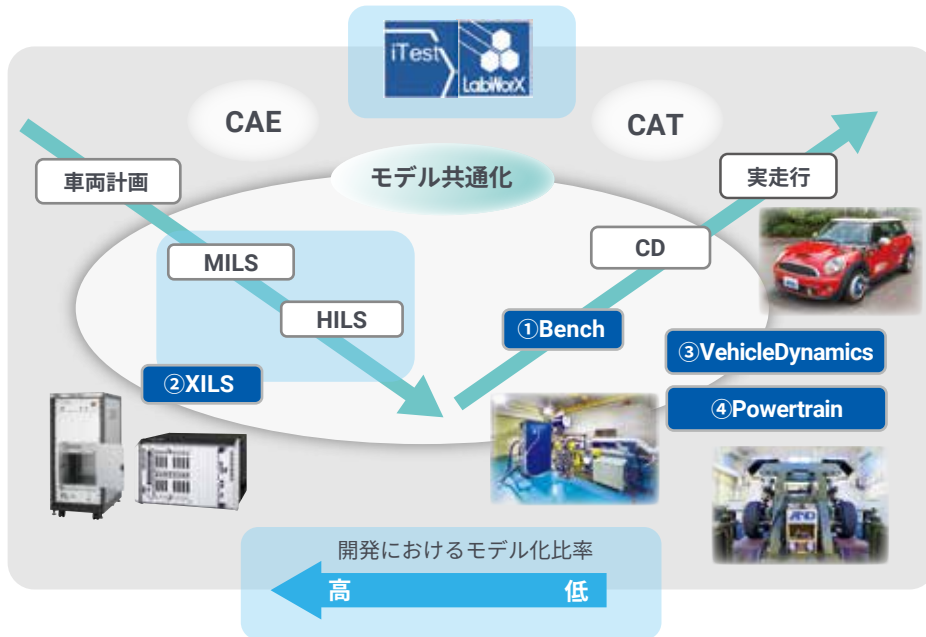 iTest
LabWorX
CAE
CAT
モデル共通化
車両計画
実走行
MILS
CD
HILS
①Bench
③VehicleDynamics
②XILS
④Powertrain
AND
開発におけるモデル化比率
高
低